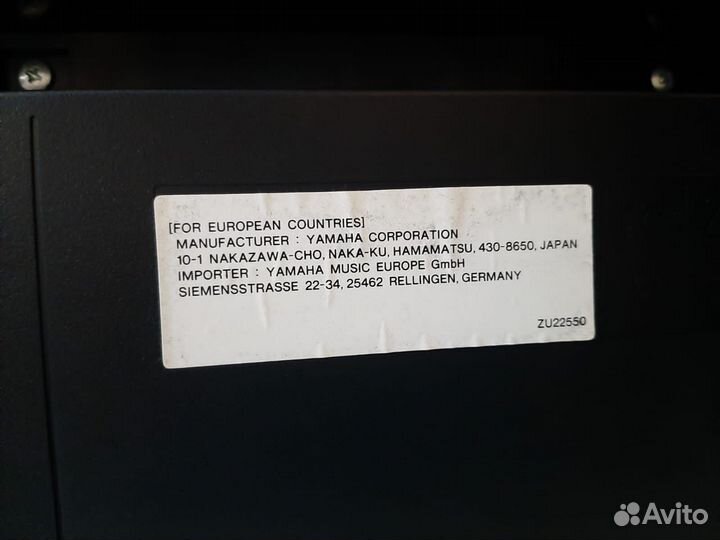 [FOR EUROPEAN COUNTRIES]
MANUFACTURER : YAMAHA CORPORATION
10-1 NAKAZAWA-CHO, NAKA-KU, HAMAMATSU, 430-8650, JAPAN
IMPORTER : YAMAHA MUSIC EUROPE GmbH
SIEMENSSTRASSE 22-34, 25462 RELLINGEN, GERMANY
ZU22550
Avito